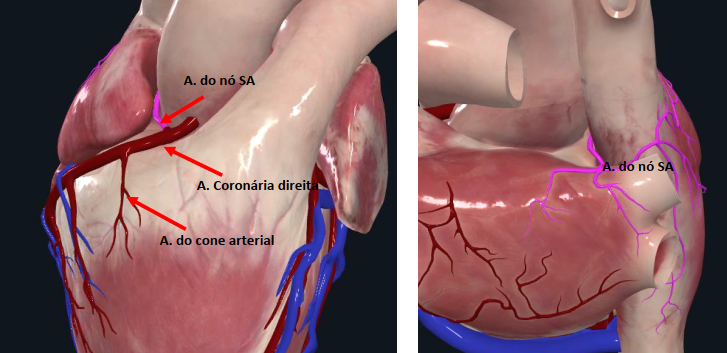 A. do nó SA
A. Coronária direita
A. do cone arterial
A. do nó SA